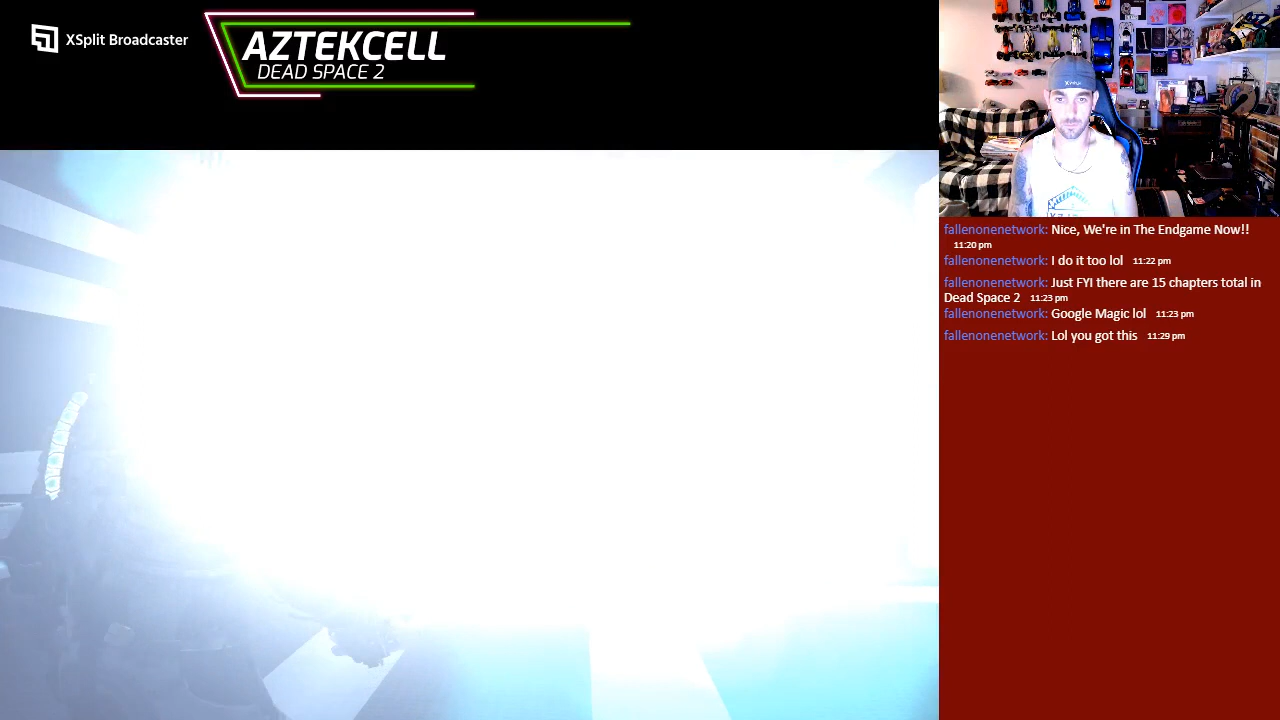 XSplit Broadcaster
AZTEKCELL
DEAD SPACE 2
fallenonenetwork: Nice, We're in The Endgame Now!!
11:20 pm
fallenonenetwork: I do it too lol 11:22 pm
fallenonenetwork: Just FYI there are 15 chapters total in
Dead Space 2 11:23 pm
fallenonenetwork: Google Magic lol 11:23 pm
fallenonenetwork: Lol you got this 11:29 pm